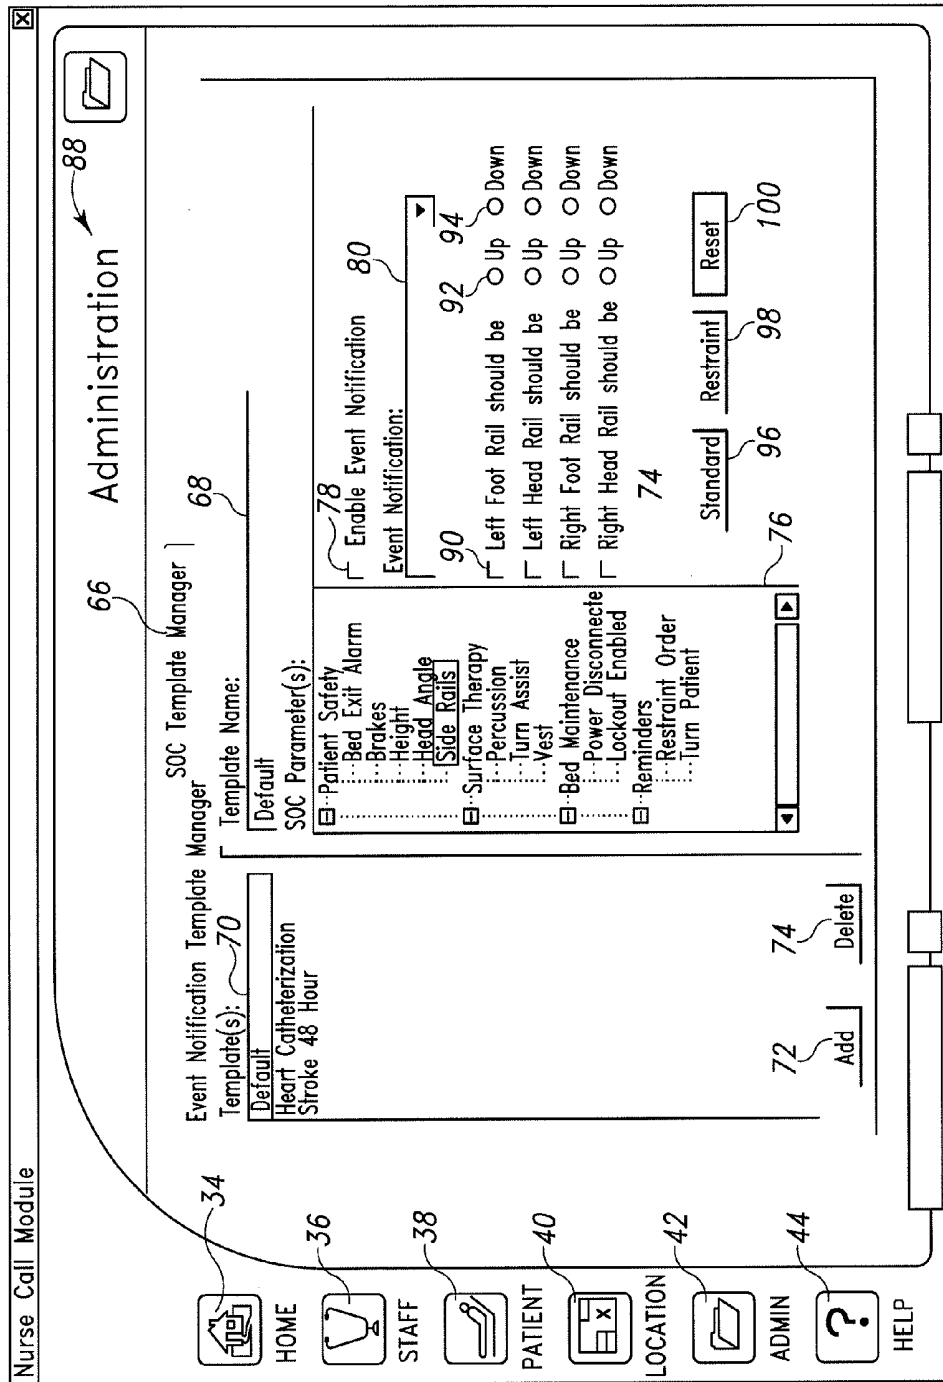 Nurse Call Module
Administration
88
34
HOME
36
STAFF
38
PATIENT
40
LOCATION
42
ADMIN
44
HELP
66
Event Notification Template Manager
SOC Template Manager
Template(s):
70
Default
Heart Catheterization
Stroke 48 Hour
72
Add
74
Delete
Template Name:
68
Default
SOC Parameter(s):
Patient Safety
Bed Exit Alarm
Brakes
Height
Head Angle
Side Rails
Surface Therapy
Percussion
Turn Assist
Vest
Bed Maintenance
Power Disconnecte
Lockout Enabled
Reminders
Restraint Order
Turn Patient
76
78
Enable Event Notification
Event Notification:
80
90
92
94
Left Foot Rail should be Up Down
Left Head Rail should be Up Down
Right Foot Rail should be Up Down
Right Head Rail should be Up Down
74
Standard Restraint Reset
96 98 100